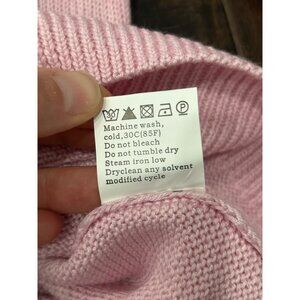 Machine wash,
cold,30C(85F)
Do not bleach
Do not tumble dry
Steam iron low
Dryclean any solvent
modified cycle